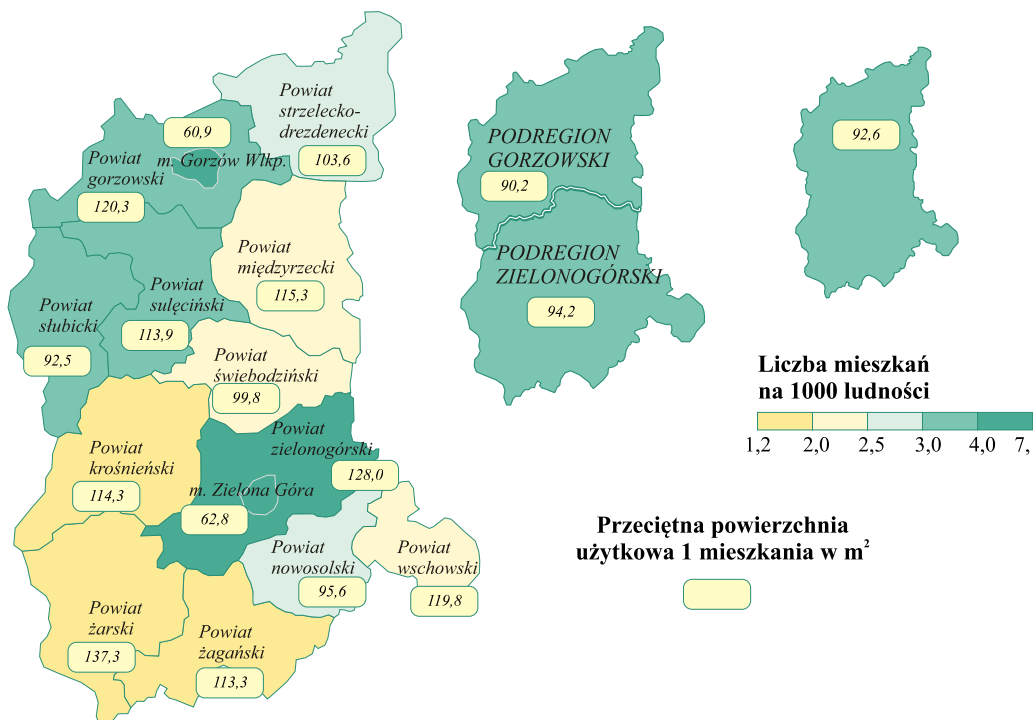 Powiat
strzelecko-
drezdenecki
103,6
60,9
m. Gorzów Wlkp.
Powiat
gorzowski
120,3
Powiat
międzyrzecki
115,3
Powiat
sulęciński
113,9
Powiat
słubicki
92,5
Powiat
świebodziński
99,8
Powiat
zielonogórski
128,0
Powiat
krośnieński
114,3
m. Zielona Góra
62,8
Powiat
nowosolski
95,6
Powiat
wschowski
119,8
Powiat
żarski
137,3
Powiat
żagański
113,3
PODREGION
GORZOWSKI
90,2
PODREGION
ZIELONOGÓRSKI
94,2
92,6
Liczba mieszkań
na 1000 ludności
1,2 2,0 2,5 3,0 4,0 7,
Przeciętna powierzchnia
użytkowa 1 mieszkania w m²